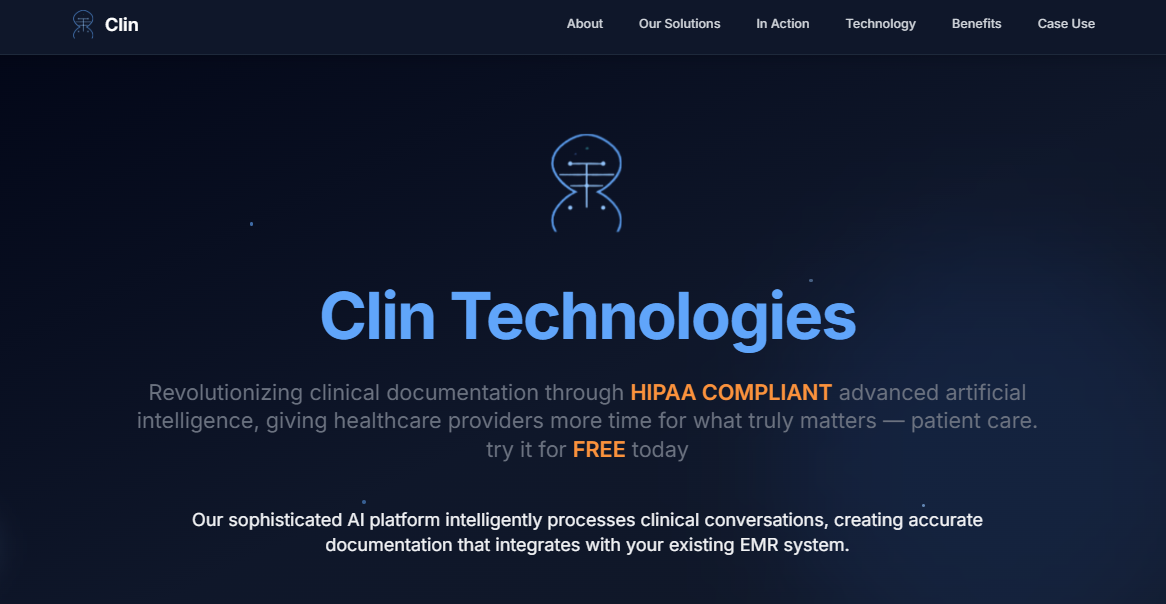 Clin
About
Our Solutions
In Action
Technology
Benefits
Case Use
Clin Technologies
Revolutionizing clinical documentation through HIPAA COMPLIANT advanced artificial
intelligence, giving healthcare providers more time for what truly matters — patient care.
try it for FREE today
Our sophisticated AI platform intelligently processes clinical conversations, creating accurate
documentation that integrates with your existing EMR system.